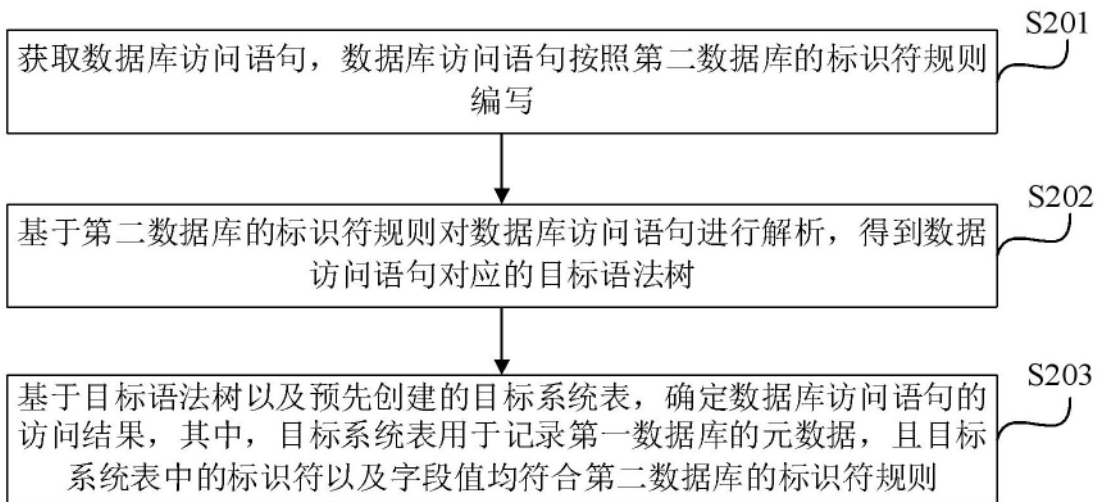 S201
获取数据库访问语句，数据库访问语句按照第二数据库的标识符规则
编写
S202
基于第二数据库的标识符规则对数据库访问语句进行解析，得到数据
访问语句对应的目标语法树
S203
基于目标语法树以及预先创建的目标系统表，确定数据库访问语句的
访问结果，其中，目标系统表用于记录第一数据库的元数据，且目标
系统表中的标识符以及字段值均符合第二数据库的标识符规则